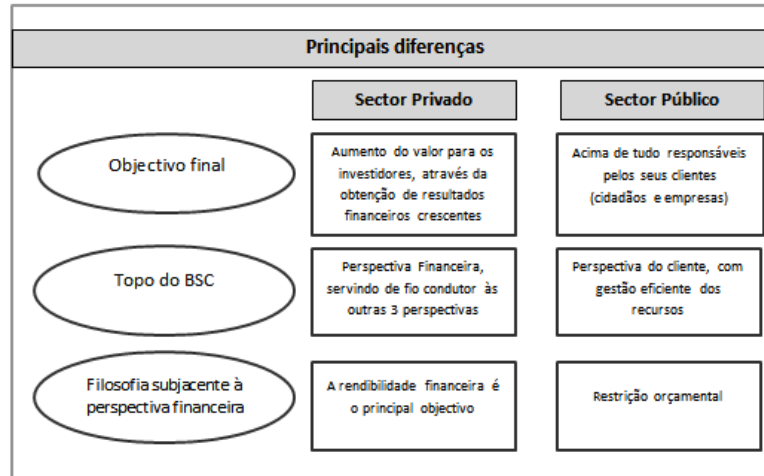 Principais diferenças
Sector Privado
Sector Público
Objectivo final
Aumento do valor para os
investidores, através da
obtenção de resultados
financeiros crescentes
Acima de tudo responsáveis
pelos seus clientes
(cidadãos e empresas)
Topo do BSC
Perspectiva Financeira,
servindo de fio condutor às
outras 3 perspectivas
Perspectiva do cliente, com
gestão eficiente dos
recursos
Filosofia subjacente à
perspectiva financeira
A rendibilidade financeira é
o principal objectivo
Restrição orçamental